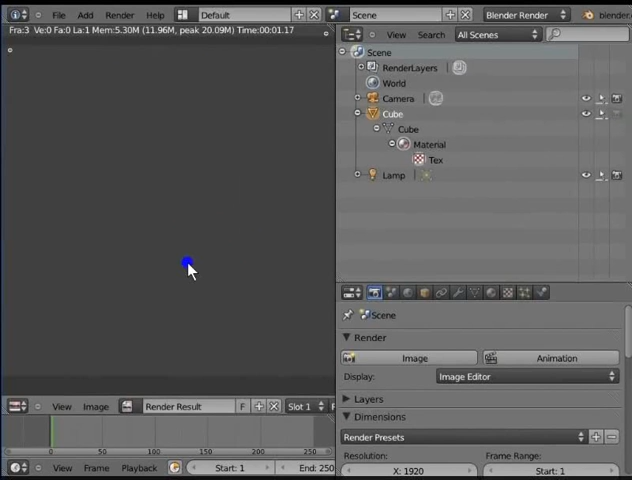 File Add Render Help Default Scene Blender Render blender.
Fra:3 Ve:0 Fa:0 La:1 Mem:5.30M (11.96M, peak 20.09M) Time:00:01.17
View Search All Scenes
Scene
RenderLayers
World
Camera
Cube
Cube
Material
Tex
Lamp
Scene
Render
Image Animation
Display: Image Editor
Layers
Dimensions
Render Presets
Resolution: Frame Range:
X: 1920 Start: 1
View Image Render Result F Slot 1
0 50 100 150 200 250
View Frame Playback Start: 1 End: 250